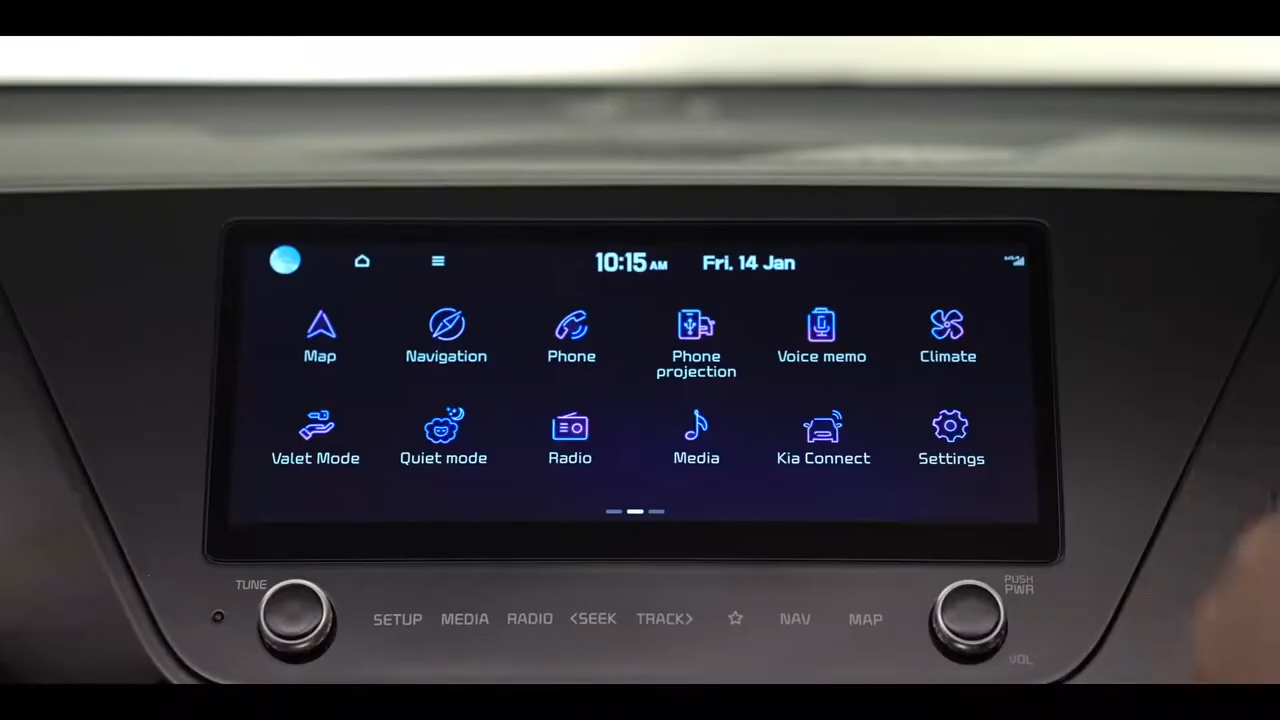 10:15 AM Fri, 14 Jan
Map Navigation Phone Phone projection Voice memo Climate
Valet Mode Quiet mode Radio Media Kia Connect Settings
TUNE PUSH PWR
SETUP MEDIA RADIO <SEEK TRACK> NAV MAP
VOL